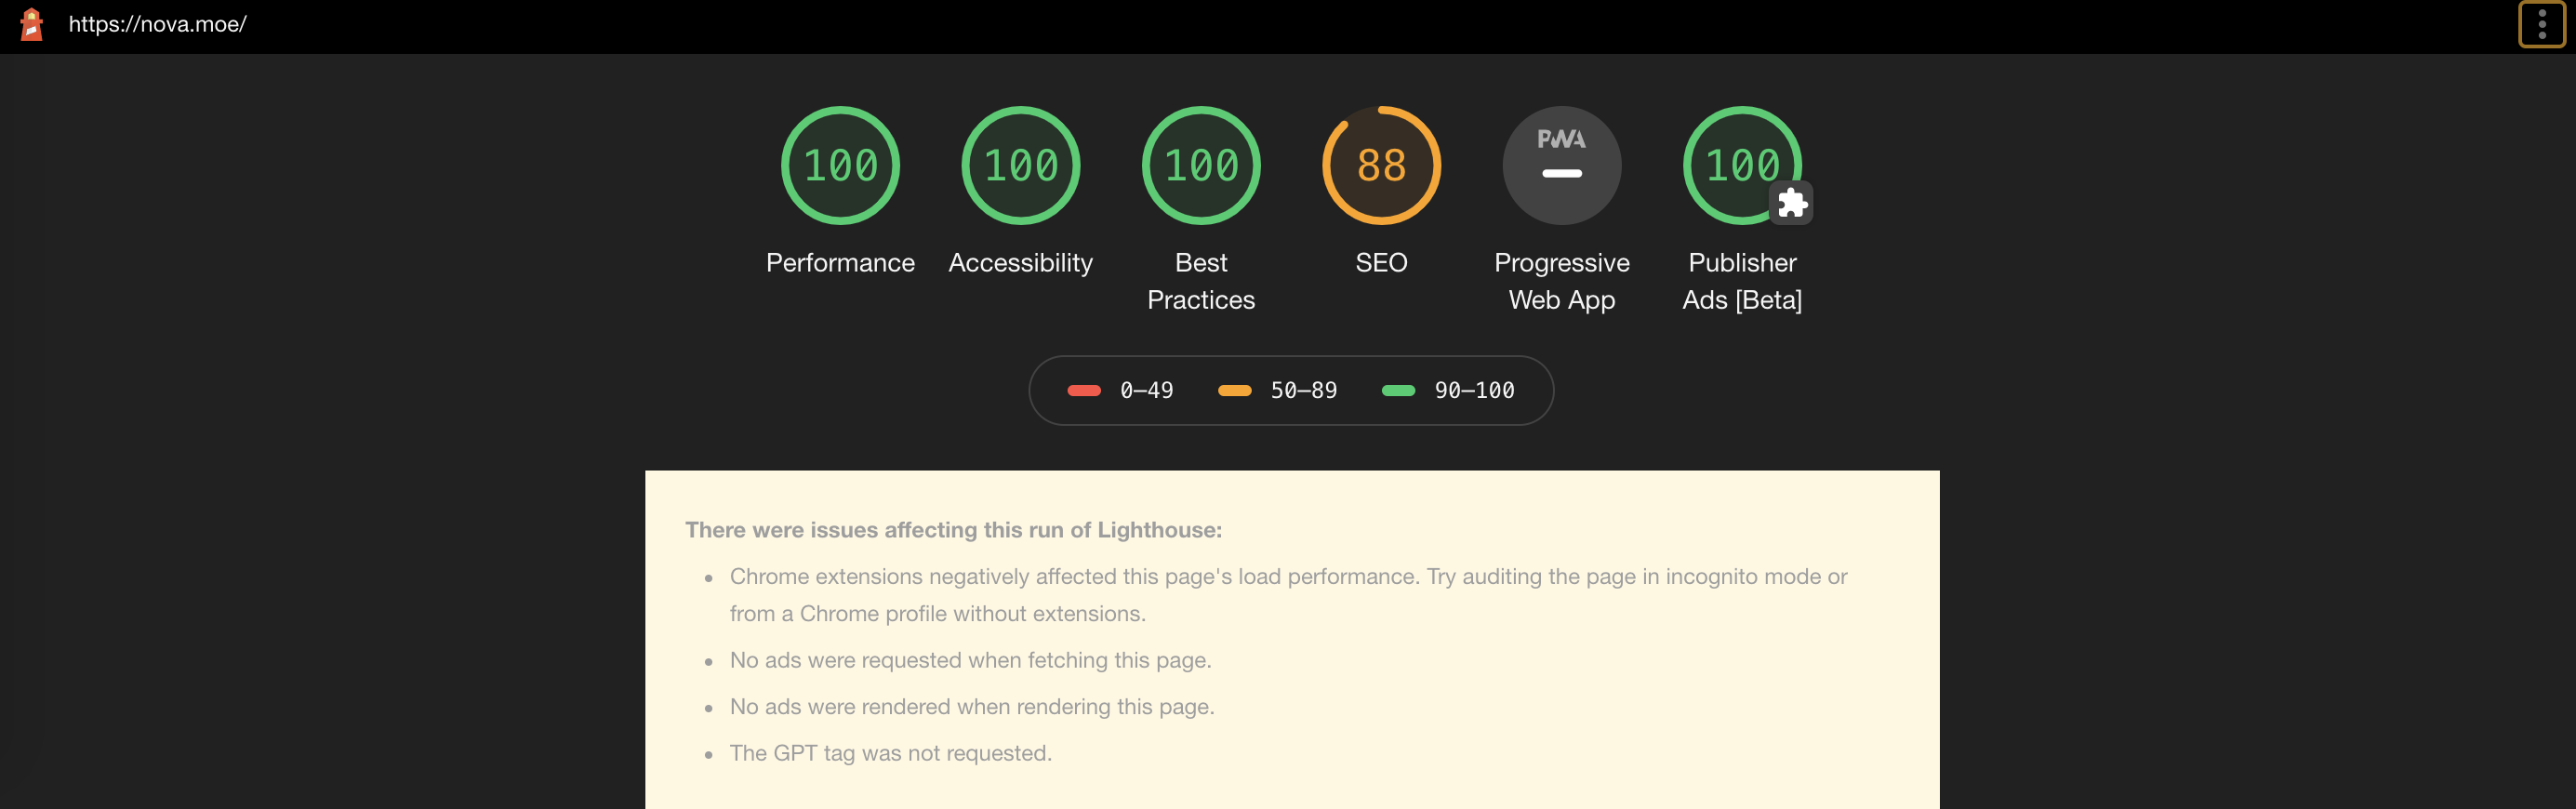 https://nova.moe/
100
100
100
88
PWA
100
Performance
Accessibility
Best
Practices
SEO
Progressive
Web App
Publisher
Ads [Beta]
0–49
50–89
90–100
There were issues affecting this run of Lighthouse:
Chrome extensions negatively affected this page's load performance. Try auditing the page in incognito mode or
from a Chrome profile without extensions.
No ads were requested when fetching this page.
No ads were rendered when rendering this page.
The GPT tag was not requested.